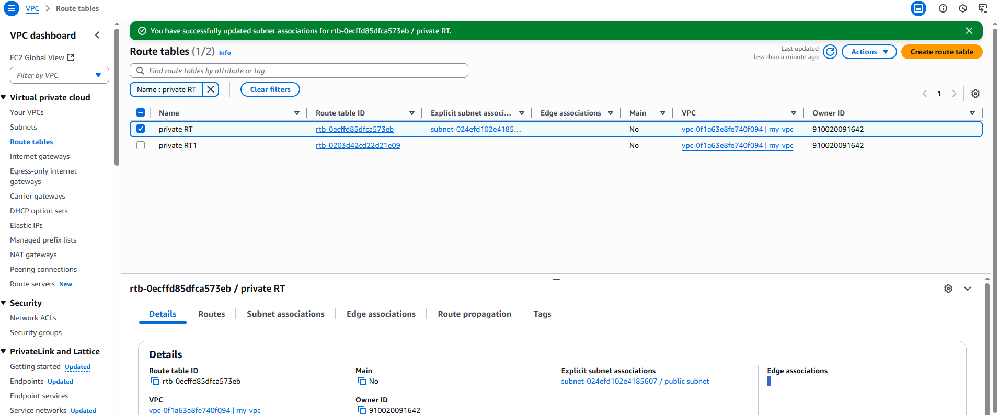 VPC > Route tables
VPC dashboard
EC2 Global View
Filter by VPC
Virtual private cloud
Your VPCs
Subnets
Route tables
Internet gateways
Egress-only internet
gateways
Carrier gateways
DHCP option sets
Elastic IPs
Managed prefix lists
NAT gateways
Peering connections
Route servers New
Security
Network ACLs
Security groups
PrivateLink and Lattice
Getting started Updated
Endpoints Updated
Endpoint services
Service networks Updated
You have successfully updated subnet associations for rtb-0ecffd85dfca573eb / private RT.
Route tables (1/2) Info
Last updated
less than a minute ago
Actions
Create route table
Find route tables by attribute or tag
Name : private RT
Clear filters
1
Name Route table ID Explicit subnet associ... Edge associations Main VPC Owner ID
private RT rtb-0ecffd85dfca573eb subnet-024efd102e4185... – No vpc-0f1a63e8fe740f094 | my-vpc 910020091642
private RT1 rtb-0203d42cd22d21e09 – – No vpc-0f1a63e8fe740f094 | my-vpc 910020091642
rtb-0ecffd85dfca573eb / private RT
Details Routes Subnet associations Edge associations Route propagation Tags
Details
Route table ID
rtb-0ecffd85dfca573eb
Main
No
Explicit subnet associations
subnet-024efd102e4185607 / public subnet
Edge associations
–
VPC
vpc-0f1a63e8fe740f094 | my-vpc
Owner ID
910020091642